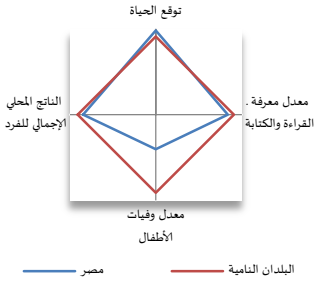 توقع الحياة
معدل معرفة .
القراءة والكتابة
الناتج المحلي
الإجمالي للفرد
معدل وفيات
الأطفال
البلدان النامية
مصر